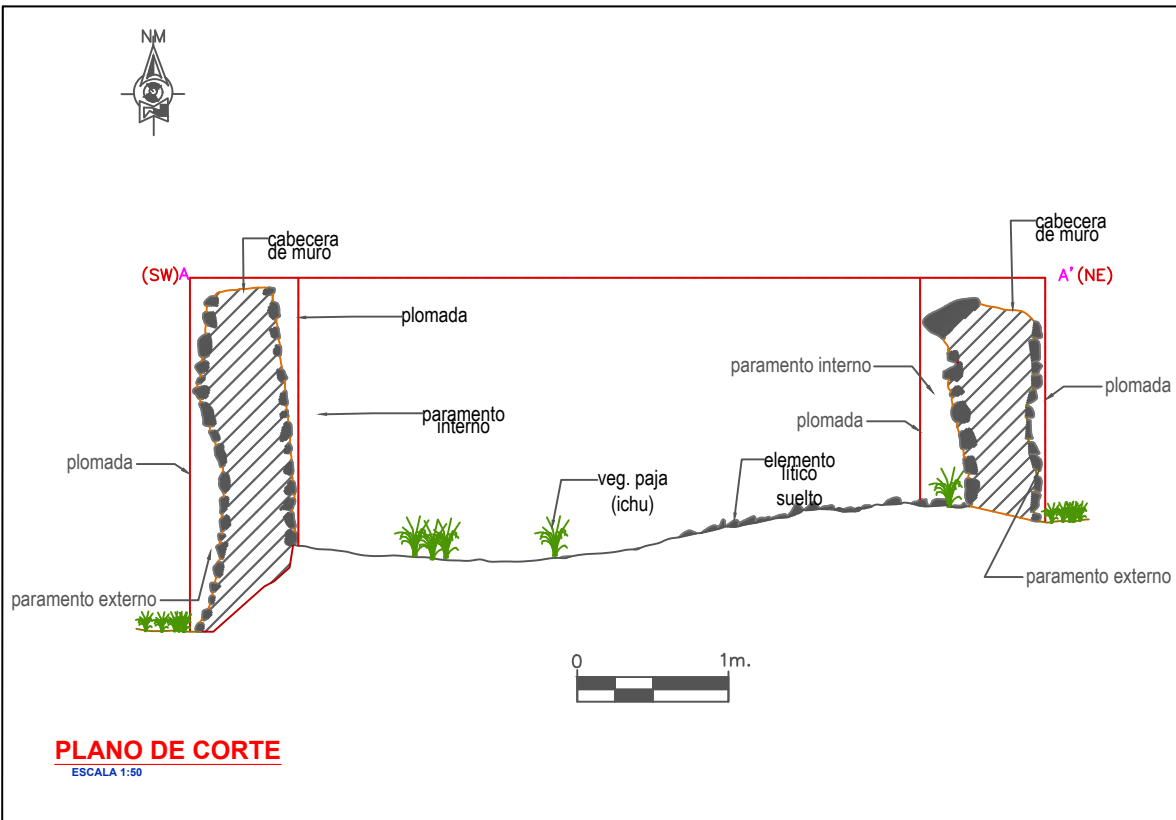 NM
cabecera
de muro
cabecera
de muro
(SW)A
A' (NE)
plomada
paramento interno
plomada
paramento
interno
plomada
plomada
veg. paja
(ichu)
elemento
lítico
suelto
paramento externo
paramento externo
0
1m.
PLANO DE CORTE
ESCALA 1:50